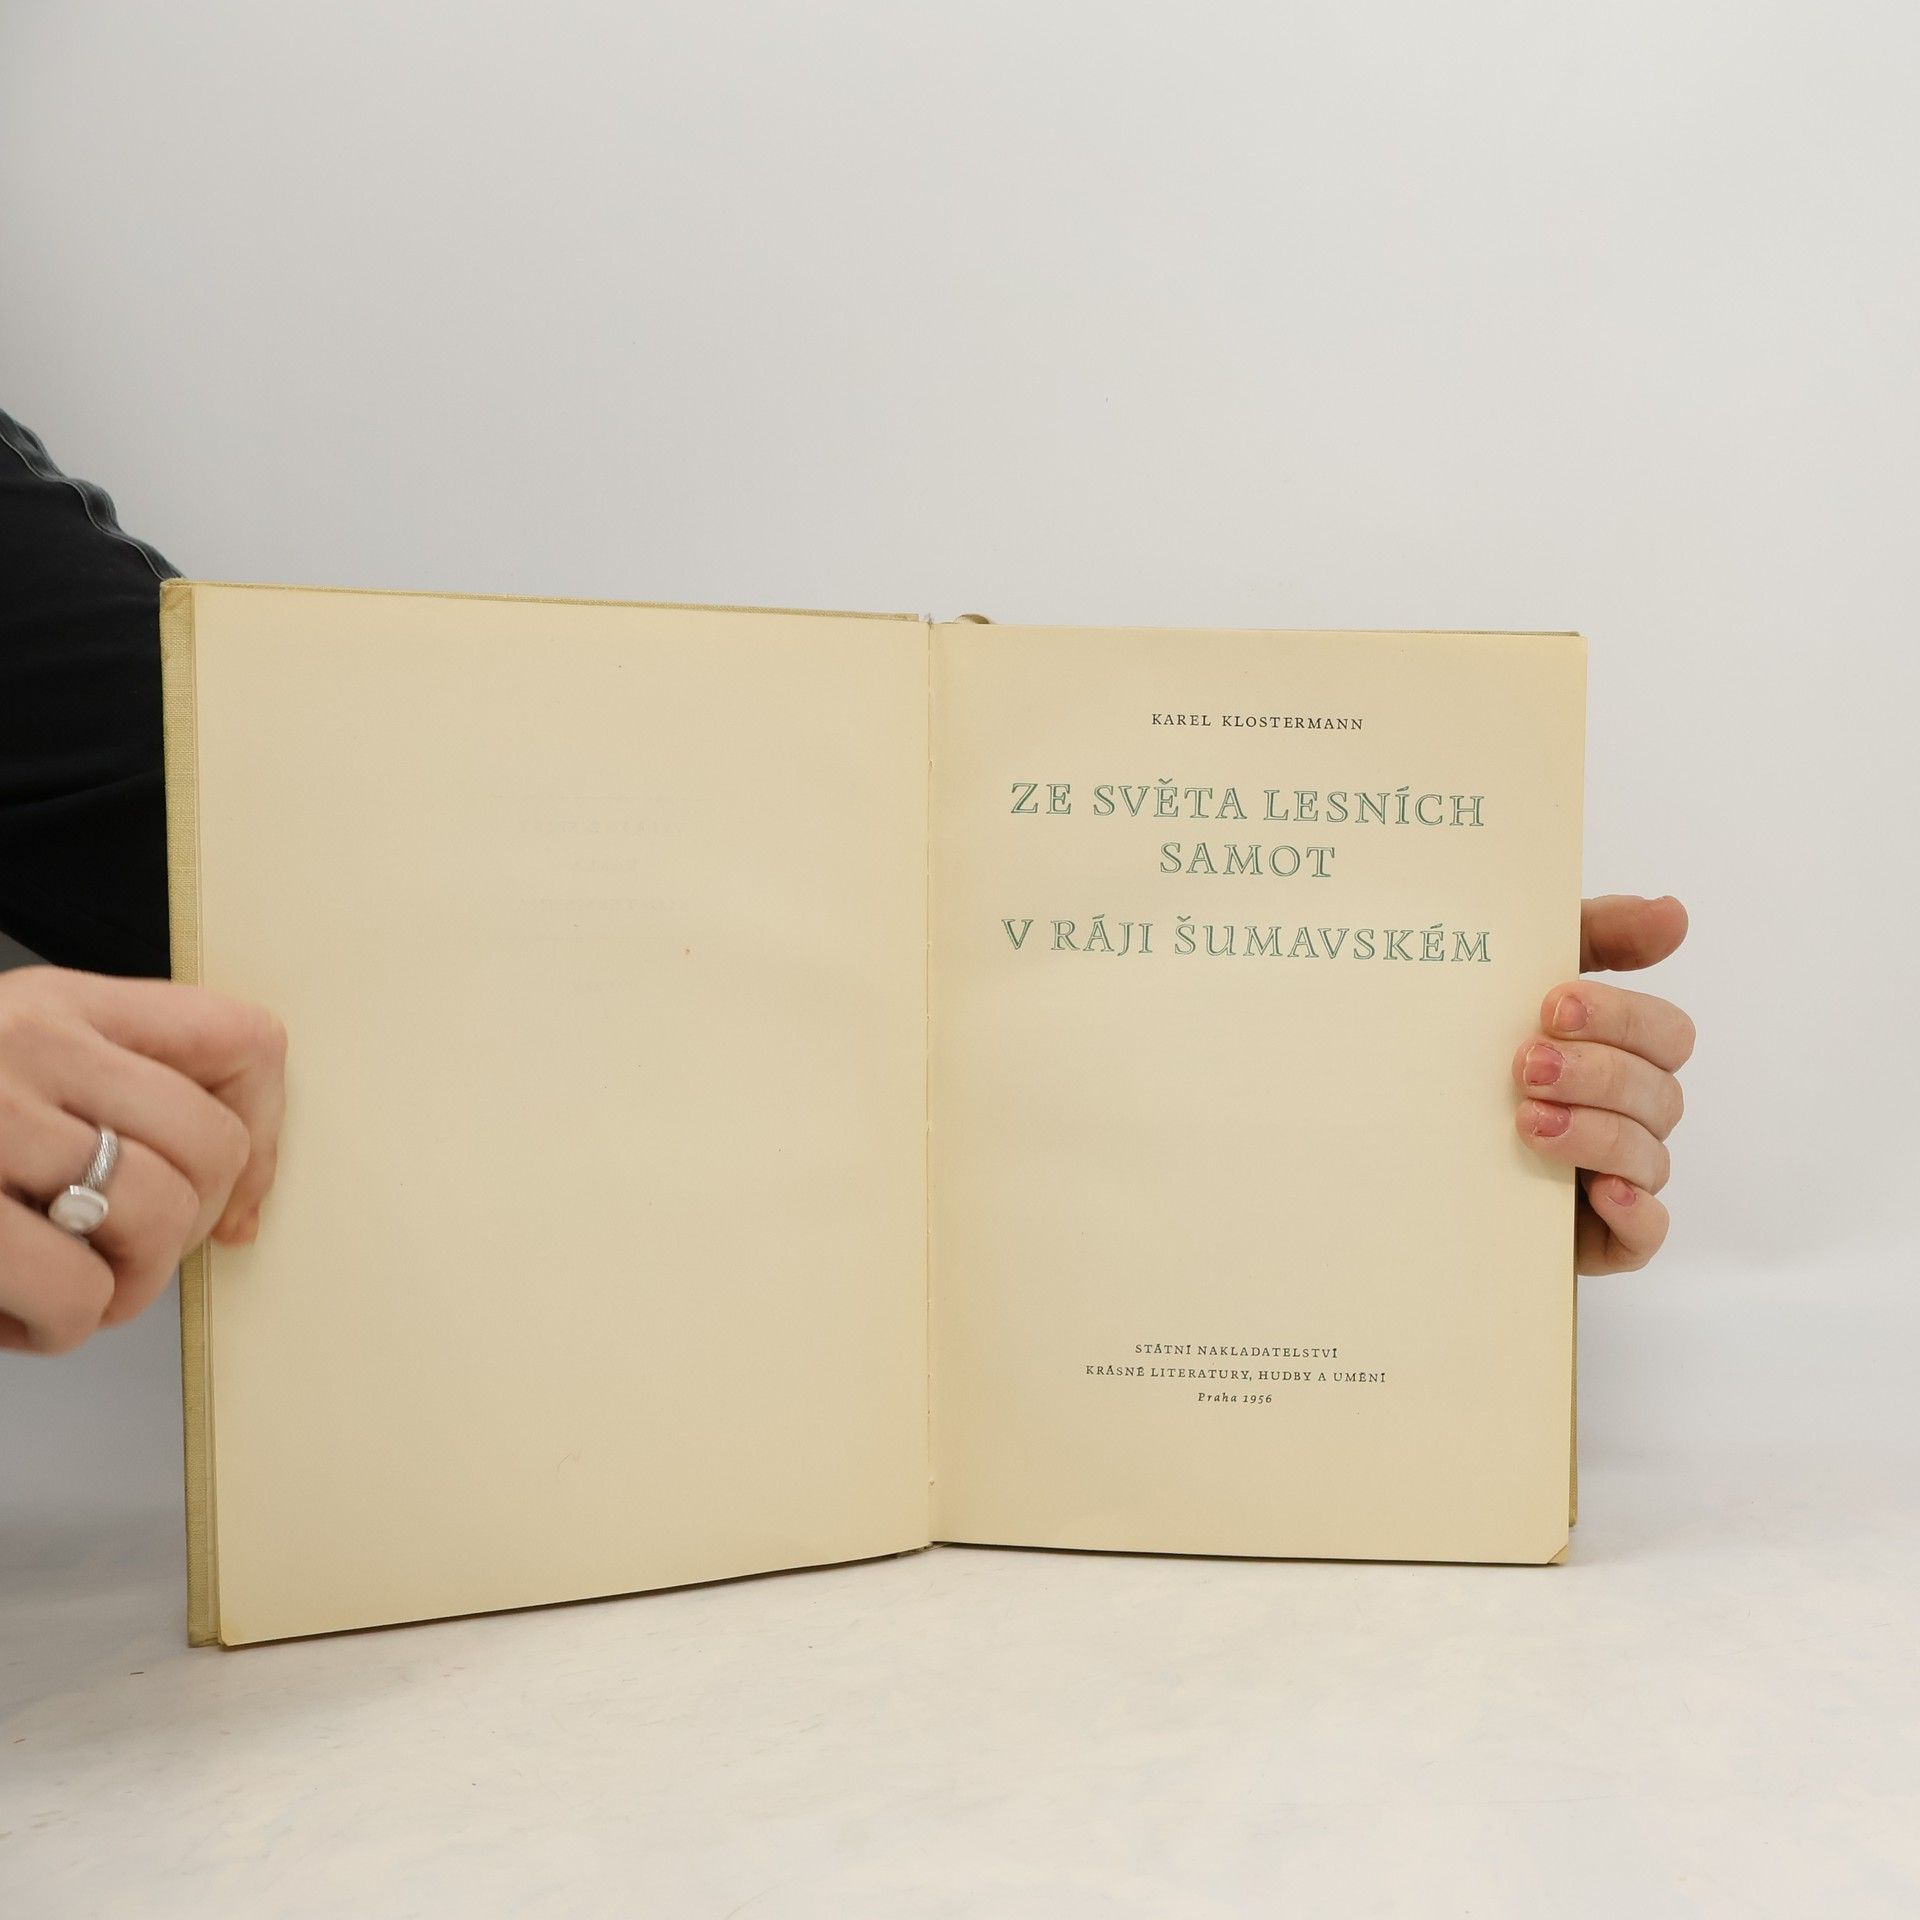 KAREL KLOSTERMANN
ZE SVĚTA LESNÍCH
SAMOT
V RÁJI ŠUMAVSKÉM
STÁTNÍ NAKLADATELSTVÍ
KRÁSNÉ LITERATURY, HUDBY A UMĚNÍ
Praha 1956